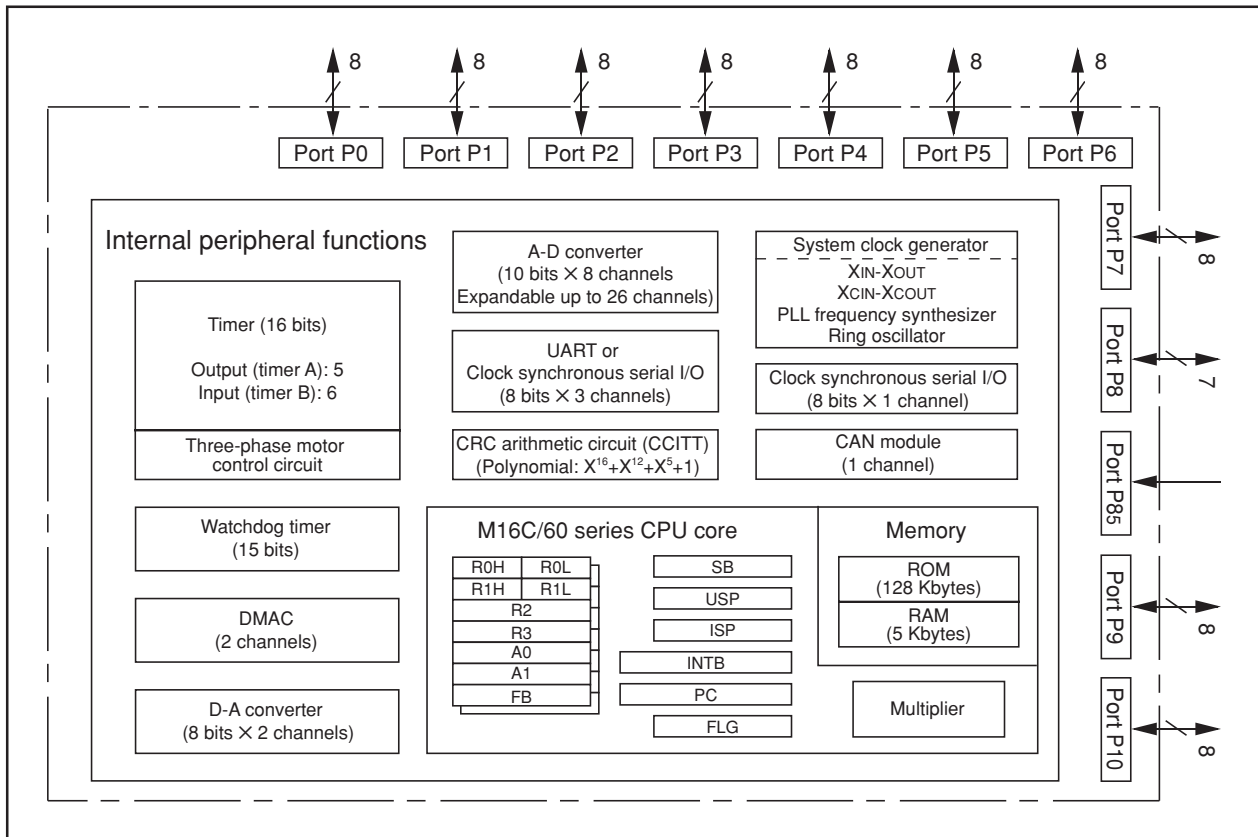 8
8
8
8
8
8
8
Port P0
Port P1
Port P2
Port P3
Port P4
Port P5
Port P6
Internal peripheral functions
Timer (16 bits)
Output (timer A): 5
Input (timer B): 6
Three-phase motor
control circuit
Watchdog timer
(15 bits)
DMAC
(2 channels)
D-A converter
(8 bits × 2 channels)
A-D converter
(10 bits × 8 channels
Expandable up to 26 channels)
UART or
Clock synchronous serial I/O
(8 bits × 3 channels)
CRC arithmetic circuit (CCITT)
(Polynomial: X¹⁶+X¹²+X⁵+1)
System clock generator
XIN-XOUT
XCIN-XCOUT
PLL frequency synthesizer
Ring oscillator
Clock synchronous serial I/O
(8 bits × 1 channel)
CAN module
(1 channel)
M16C/60 series CPU core
R0H
R0L
R1H
R1L
R2
R3
A0
A1
FB
SB
USP
ISP
INTB
PC
FLG
Memory
ROM
(128 Kbytes)
RAM
(5 Kbytes)
Multiplier
Port P7
8
Port P8
7
Port P85
Port P9
8
Port P10
8